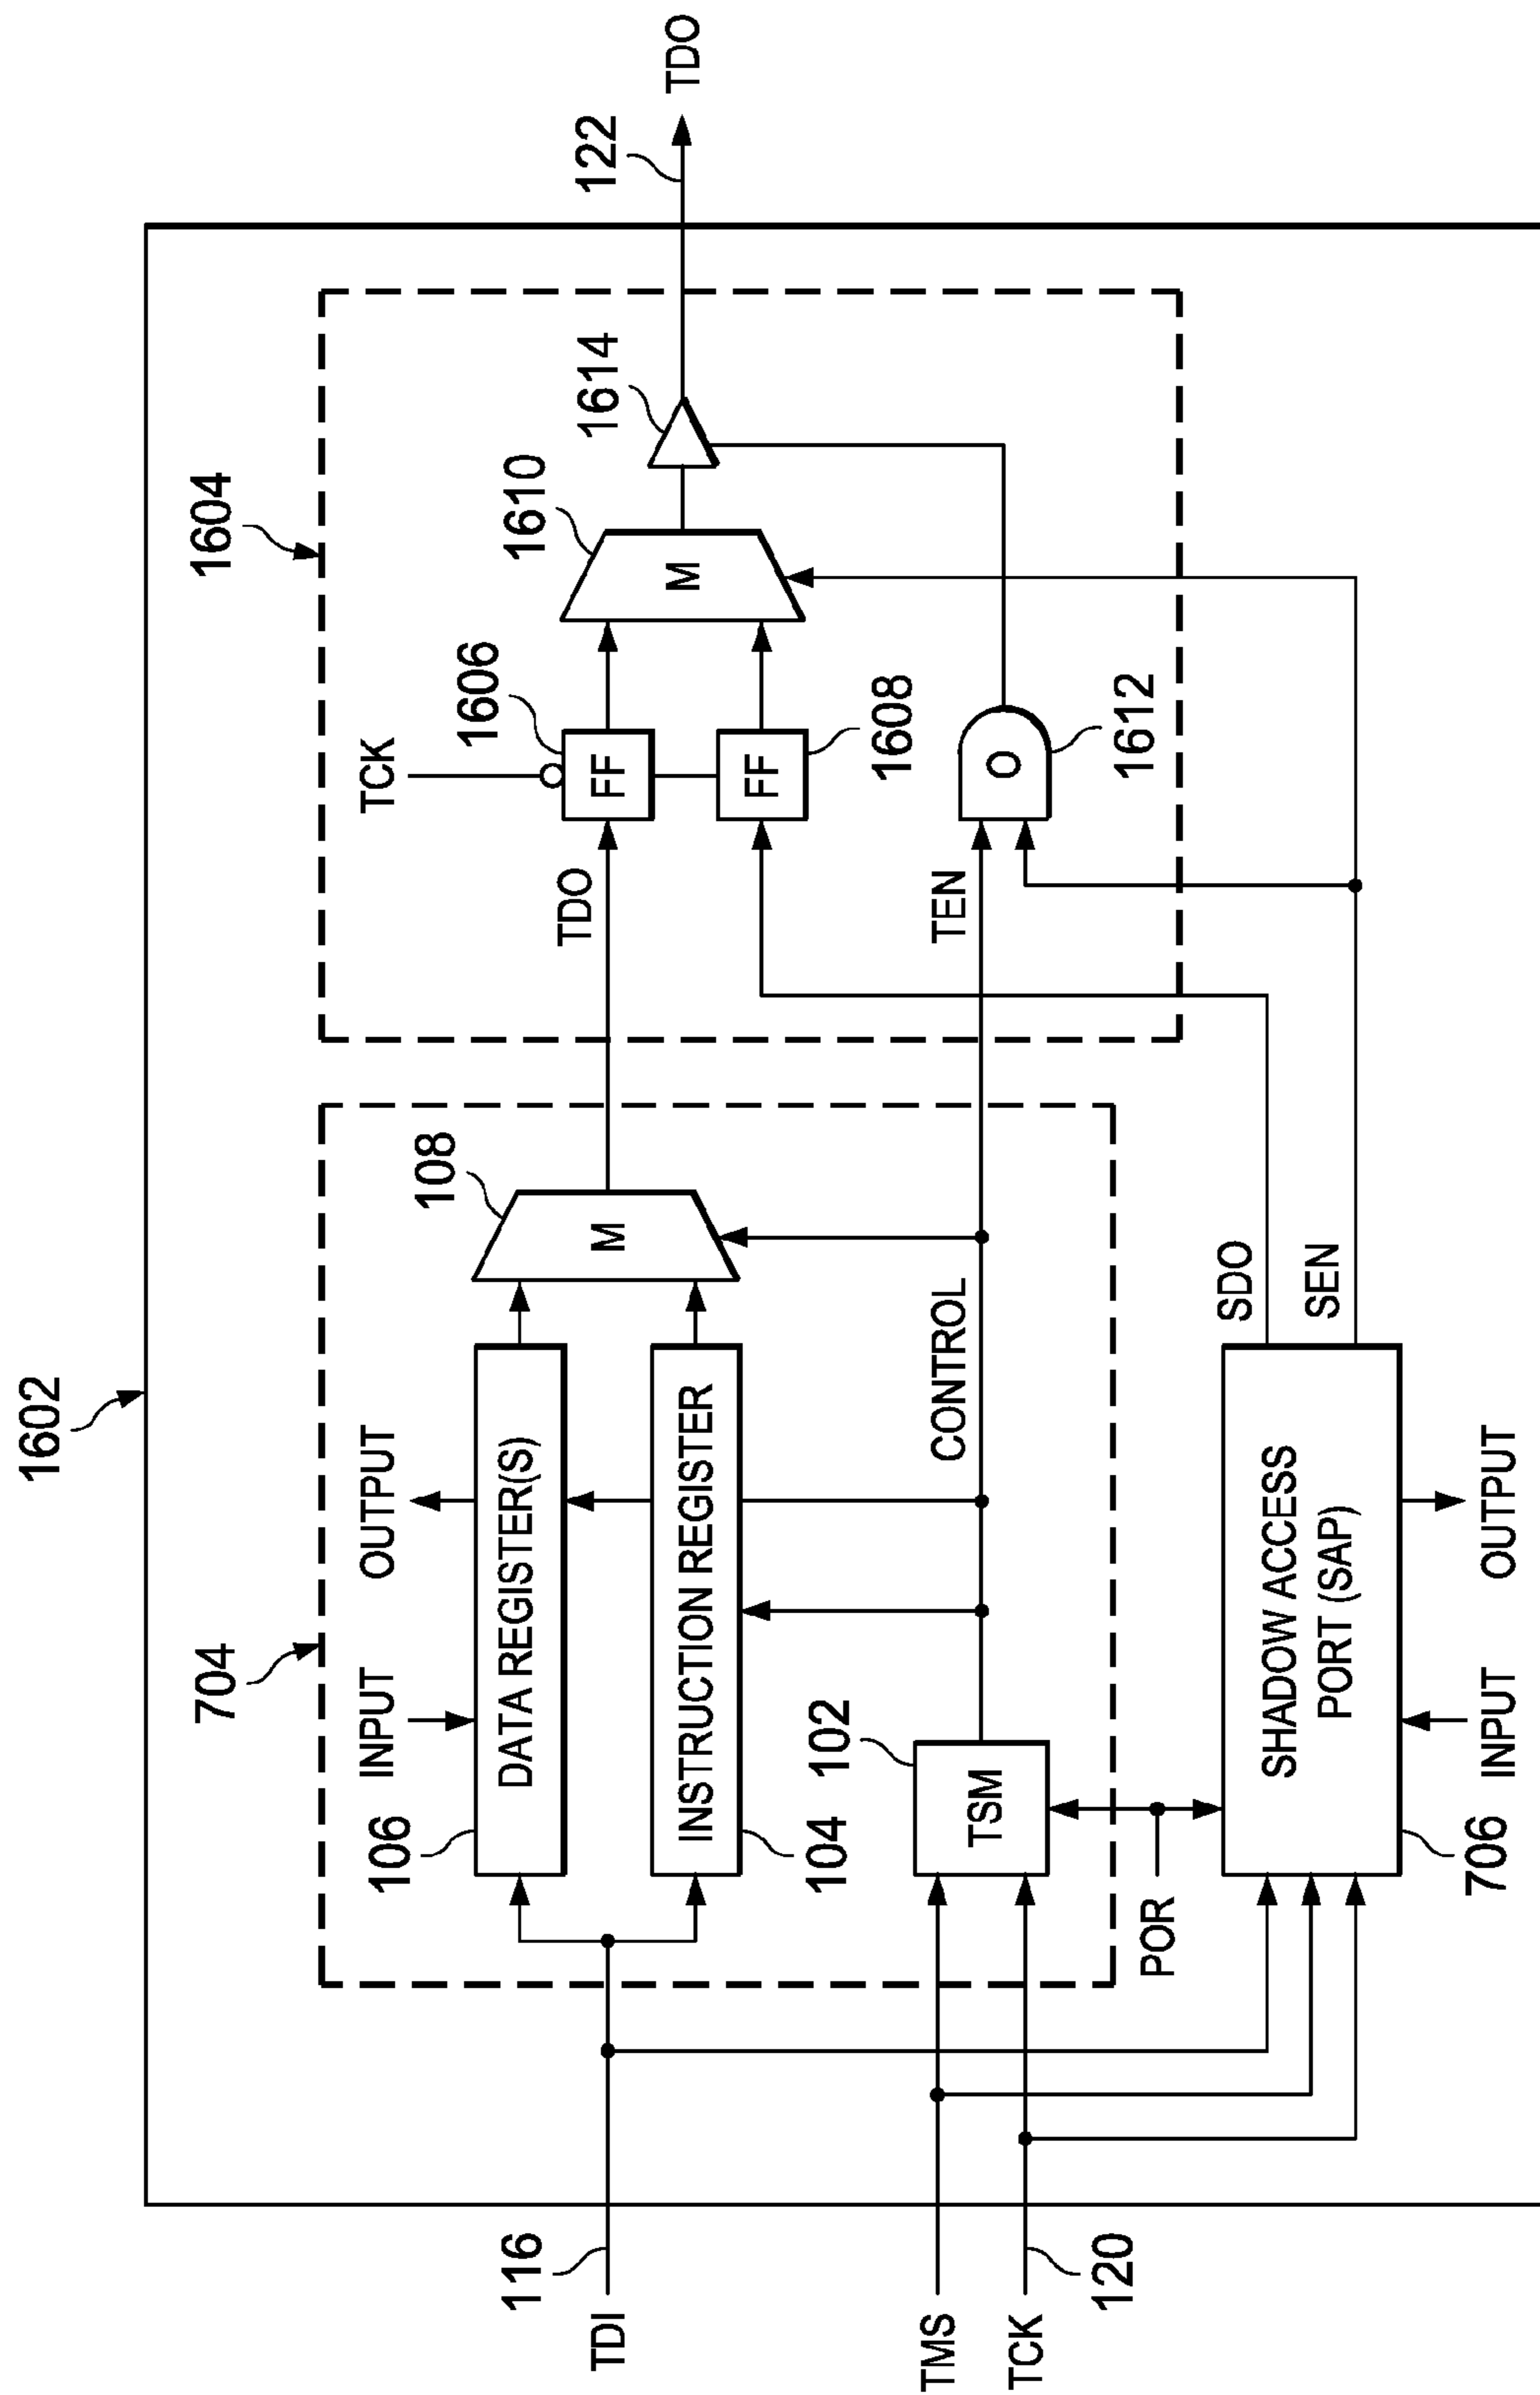 1602
704
1604
INPUT
OUTPUT
TCK
106
DATA REGISTER(S)
108
1606
1610
1614
122
TDO
116
TDI
INSTRUCTION REGISTER
M
TDO
FF
M
104
FF
1608
TMS
TCK
120
102
TSM
CONTROL
TEN
O
1612
POR
SHADOW ACCESS
PORT (SAP)
SDO
SEN
706
INPUT
OUTPUT